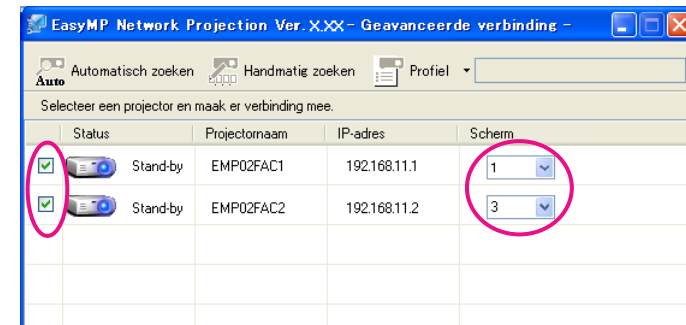 EasyMP Network Projection Ver.X.XX- Geavanceerde verbinding -
Auto Automatisch zoeken Handmatig zoeken Profiel
Selecteer een projector en maak er verbinding mee.
Status Projectornaam IP-adres Scherm
Stand-by EMP02FAC1 192.168.11.1 1
Stand-by EMP02FAC2 192.168.11.2 3